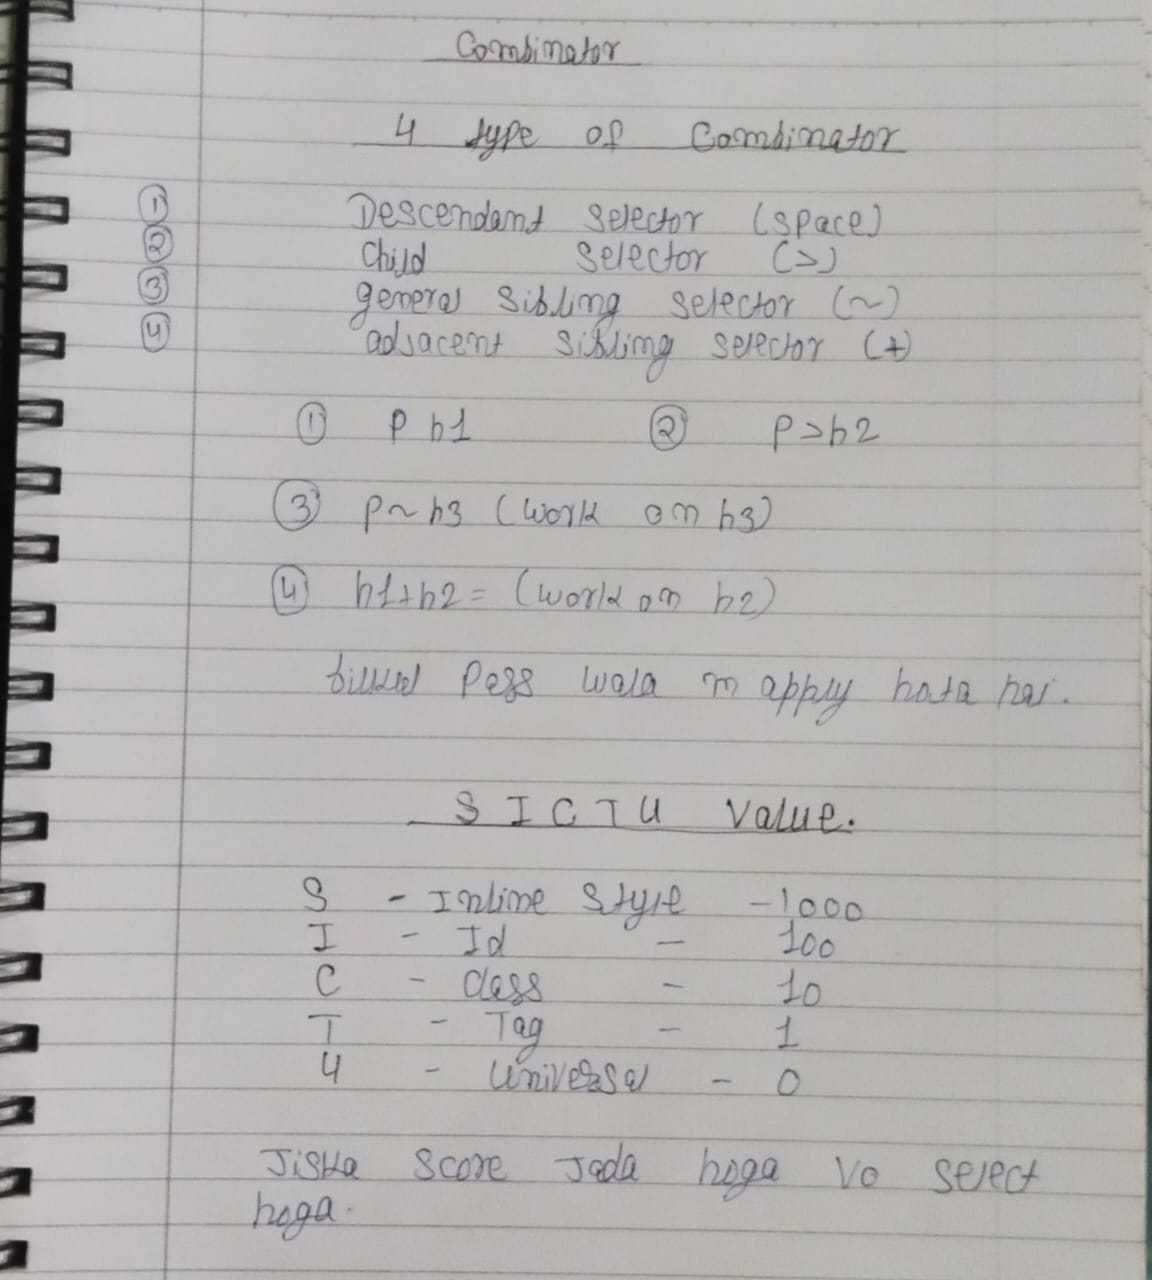 Combinator
4 type of Combinator
① Descendant selector (space)
② Child selector (>)
③ general sibling selector (~)
④ adjacent sibling selector (+)
① P h1 ② P>h2
③ P~h3 (work on h3)
④ h1+h2= (work on h2)
bilkul Pass wala m apply hota hai.
S I C T U Value.
S - Inline Style -1000
I - Id - 100
C - Class - 10
T - Tag - 1
U - Universal - 0
Jiska Score Jada hoga Vo select
hoga.